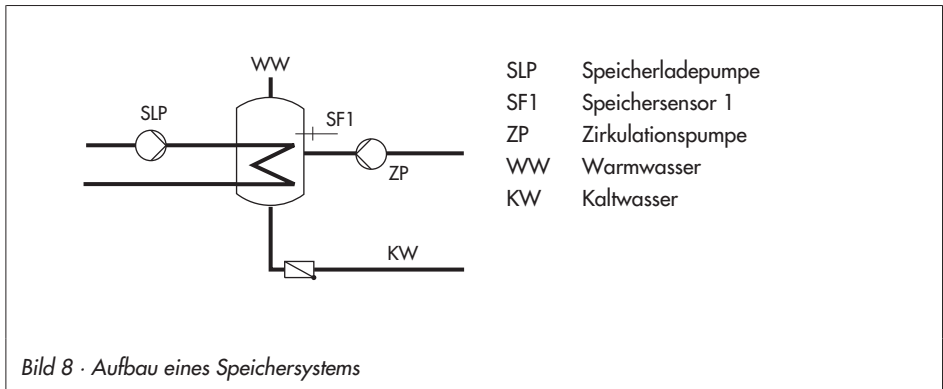 WW
SLP
SF1
ZP
KW
SLP Speicherladepumpe
SF1 Speichersensor 1
ZP Zirkulationspumpe
WW Warmwasser
KW Kaltwasser
Bild 8 · Aufbau eines Speichersystems